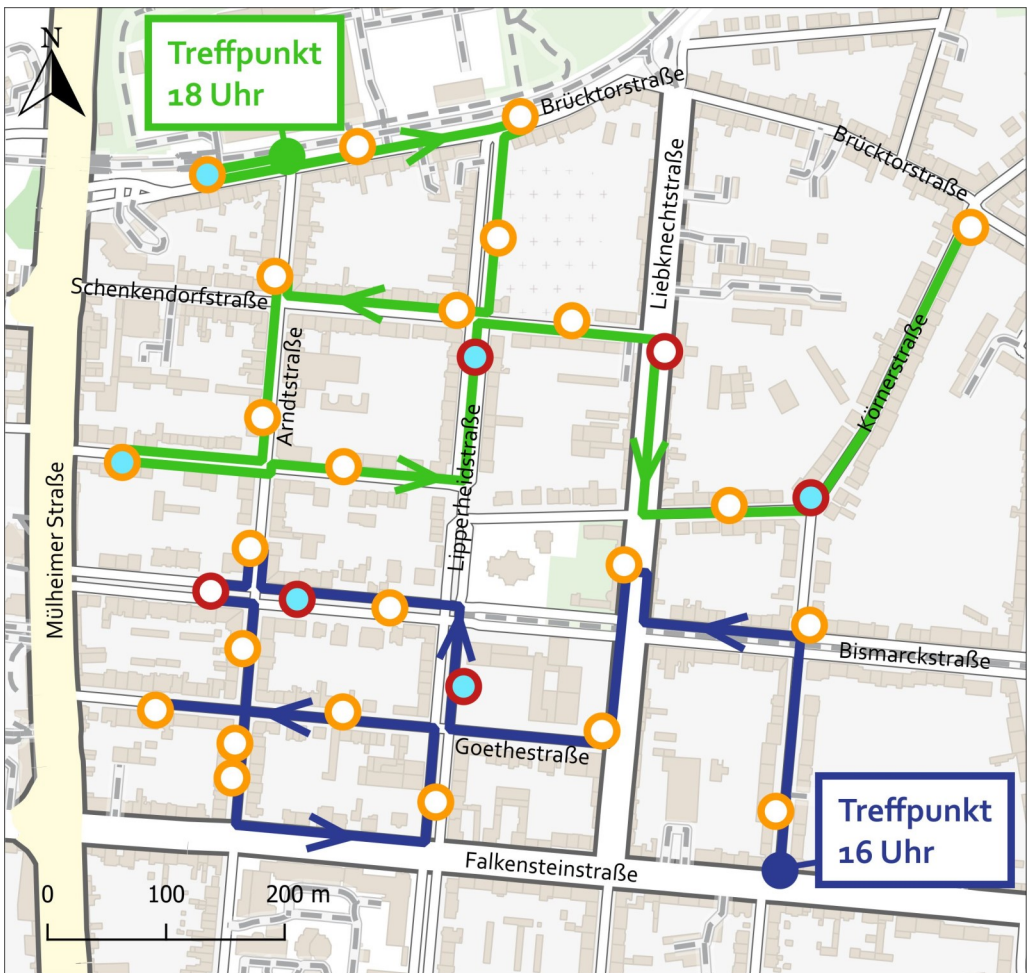 N
Treffpunkt
18 Uhr
Brücktorstraße
Brücktorstraße
Liebknechtstraße
Schenkendorfstraße
Arndtstraße
Körnerstraße
Lipperheidstraße
Mülheimer Straße
Bismarckstraße
Goethestraße
Treffpunkt
16 Uhr
Falkensteinstraße
0 100 200 m